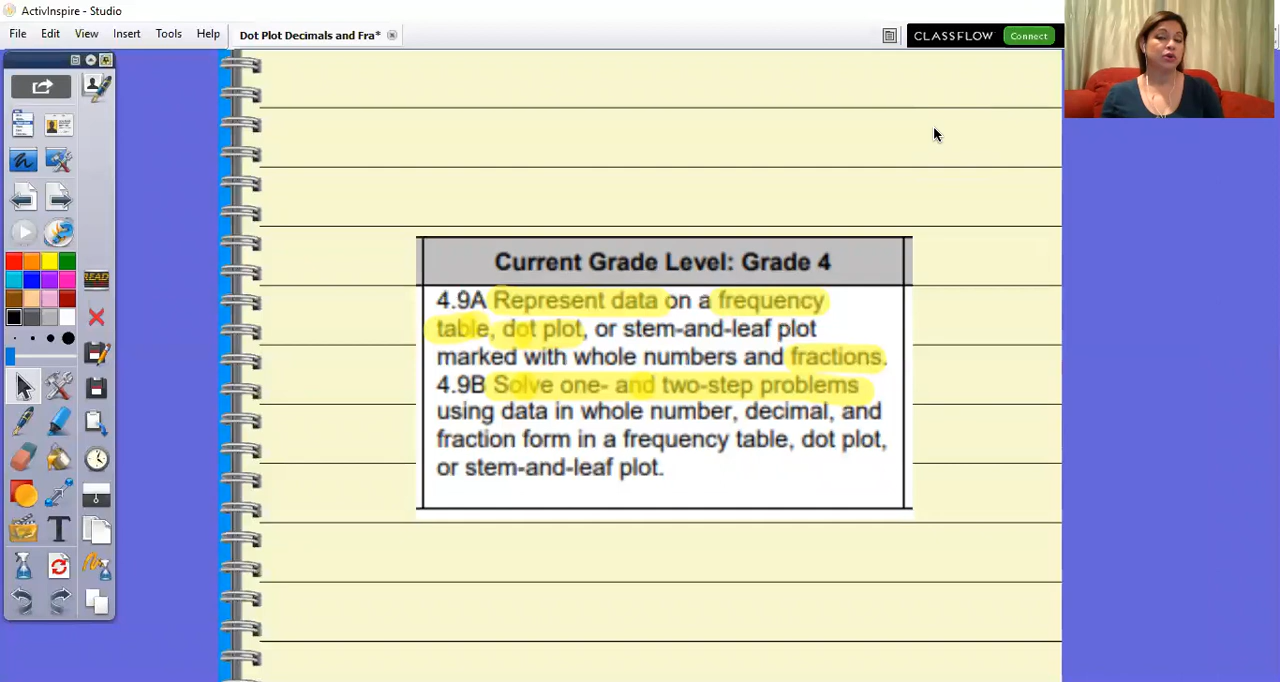 ActivInspire - Studio
File Edit View Insert Tools Help
Dot Plot Decimals and Fra*
CLASSFLOW Connect
READ
T
Current Grade Level: Grade 4
4.9A Represent data on a frequency
table, dot plot, or stem-and-leaf plot
marked with whole numbers and fractions.
4.9B Solve one- and two-step problems
using data in whole number, decimal, and
fraction form in a frequency table, dot plot,
or stem-and-leaf plot.